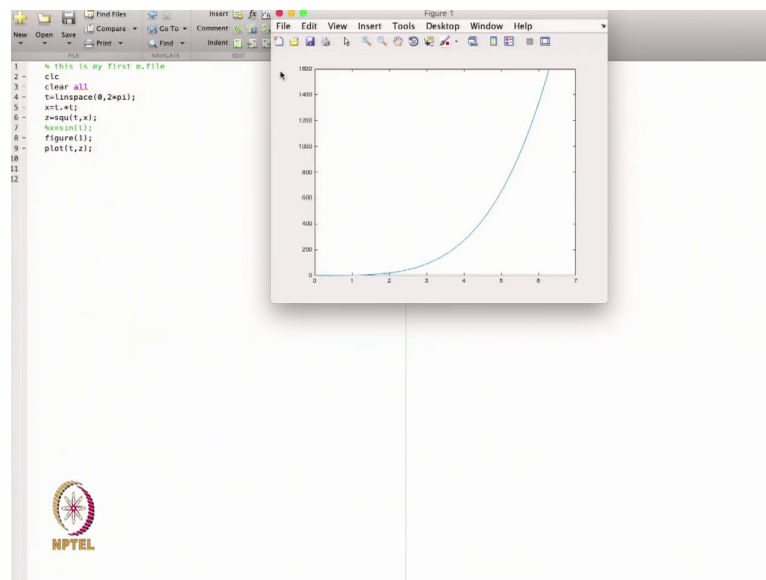 Find Files
Insert fx
New Open Save
Compare
Go To
Comment
Print
Find
Indent
FILE
NAVIGATE
EDIT
Figure 1
File Edit View Insert Tools Desktop Window Help
1 % this is my first m.file
2 - clc
3 - clear all
4 - t=linspace(0,2*pi);
5 - x=t.*t;
6 - z=squ(t,x);
7 %x=sin(t);
8 - figure(1);
9 - plot(t,z);
10
11
12
1600
1400
1200
1000
800
600
400
200
0
0 1 2 3 4 5 6 7
NPTEL